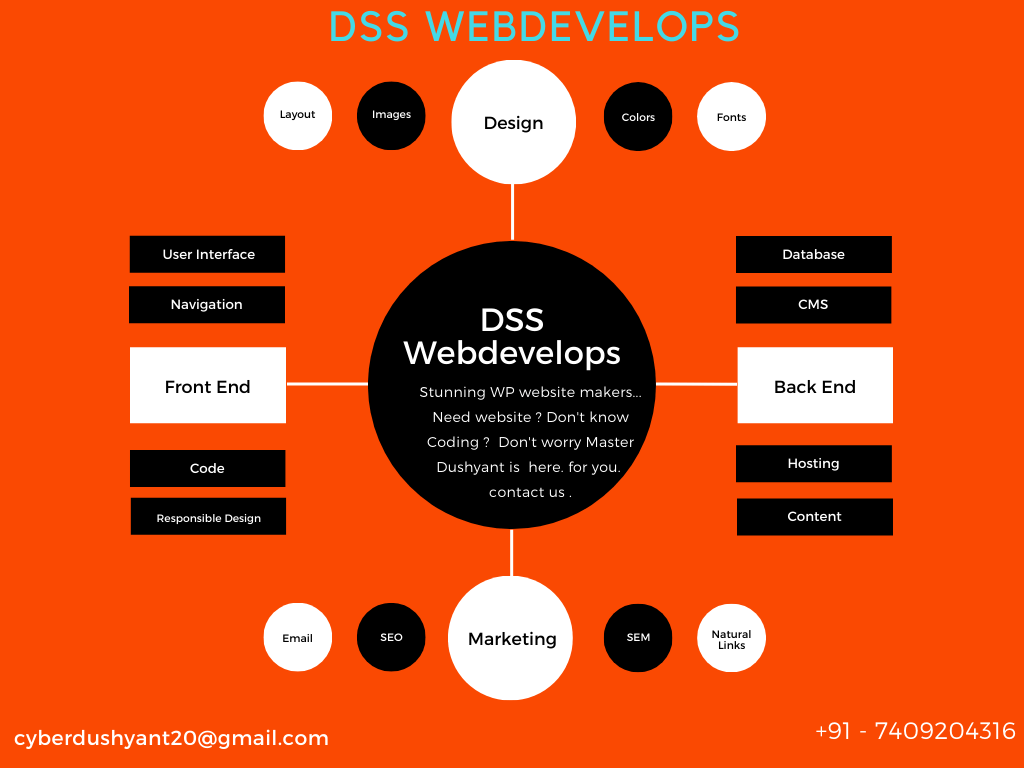 DSS WEBDEVELOPS
Layout
Images
Design
Colors
Fonts
User Interface
Navigation
Front End
Code
Responsible Design
DSS
Webdevelops
Stunning WP website makers...
Need website ? Don't know
Coding ?  Don't worry Master
Dushyant is  here. for you.
contact us .
Database
CMS
Back End
Hosting
Content
Email
SEO
Marketing
SEM
Natural
Links
cyberdushyant20@gmail.com
+91 - 7409204316